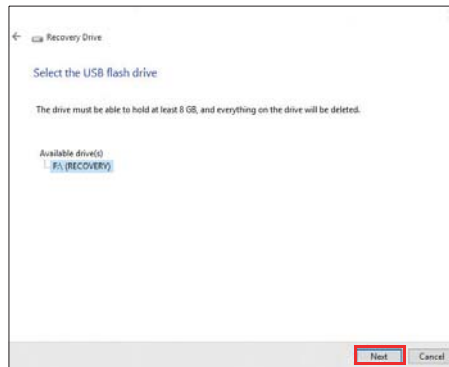 Recovery Drive
Select the USB flash drive
The drive must be able to hold at least 8 GB, and everything on the drive will be deleted.
Available drive(s)
F:\ (RECOVERY)
Next Cancel